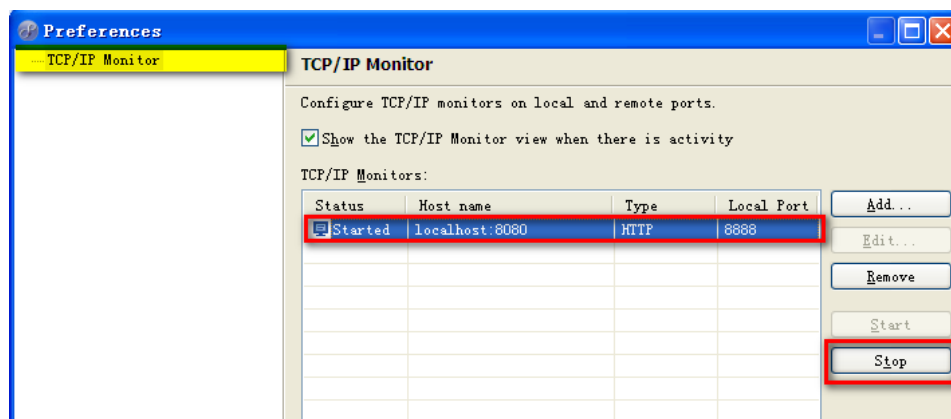 Preferences
TCP/IP Monitor
TCP/IP Monitor
Configure TCP/IP monitors on local and remote ports.
Show the TCP/IP Monitor view when there is activity
TCP/IP Monitors:
Status Host name Type Local Port
Started localhost:8080 HTTP 8888
Add...
Edit...
Remove
Start
Stop